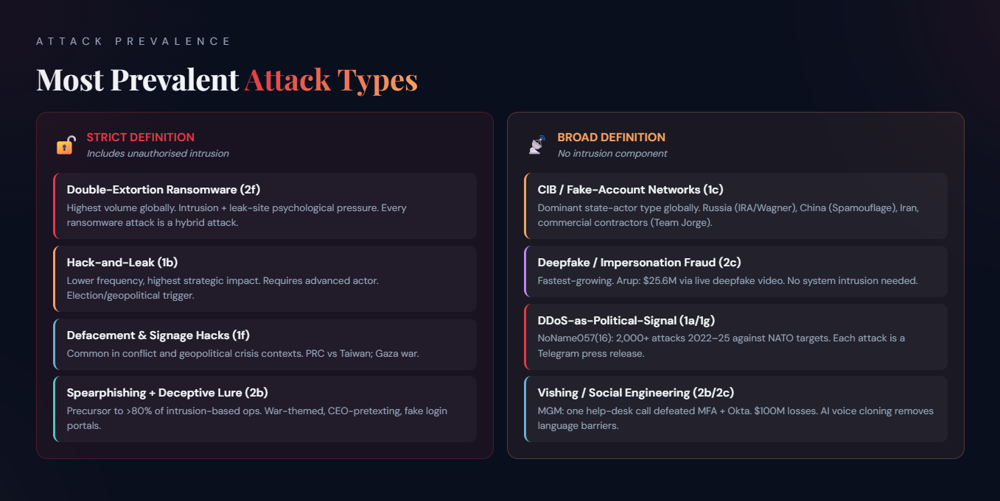 ATTACK PREVALENCE
Most Prevalent Attack Types
STRICT DEFINITION
Includes unauthorised intrusion
Double-Extortion Ransomware (2f)
Highest volume globally. Intrusion + leak-site psychological pressure. Every
ransomware attack is a hybrid attack.
Hack-and-Leak (1b)
Lower frequency, highest strategic impact. Requires advanced actor.
Election/geopolitical trigger.
Defacement & Signage Hacks (1f)
Common in conflict and geopolitical crisis contexts. PRC vs Taiwan; Gaza war.
Spearphishing + Deceptive Lure (2b)
Precursor to >80% of intrusion-based ops. War-themed, CEO-pretexting, fake login
portals.
BROAD DEFINITION
No intrusion component
CIB / Fake-Account Networks (1c)
Dominant state-actor type globally. Russia (IRA/Wagner), China (Spamouflage), Iran,
commercial contractors (Team Jorge).
Deepfake / Impersonation Fraud (2c)
Fastest-growing. Arup: $25.6M via live deepfake video. No system intrusion needed.
DDoS-as-Political-Signal (1a/1g)
NoName057(16): 2,000+ attacks 2022–25 against NATO targets. Each attack is a
Telegram press release.
Vishing / Social Engineering (2b/2c)
MGM: one help-desk call defeated MFA + Okta. $100M losses. AI voice cloning removes
language barriers.